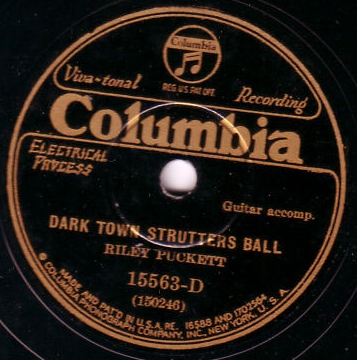 Columbia
REG. U.S. PAT. OFF.
Viva-tonal Recording
Columbia
ELECTRICAL
PROCESS
Guitar accomp.
DARK TOWN STRUTTERS BALL
RILEY PUCKETT
15563-D
(150246)
MADE AND PAT'D IN U.S.A. RE. 16588 AND 1702564
COLUMBIA PHONOGRAPH COMPANY, INC., NEW YORK, U.S.A.